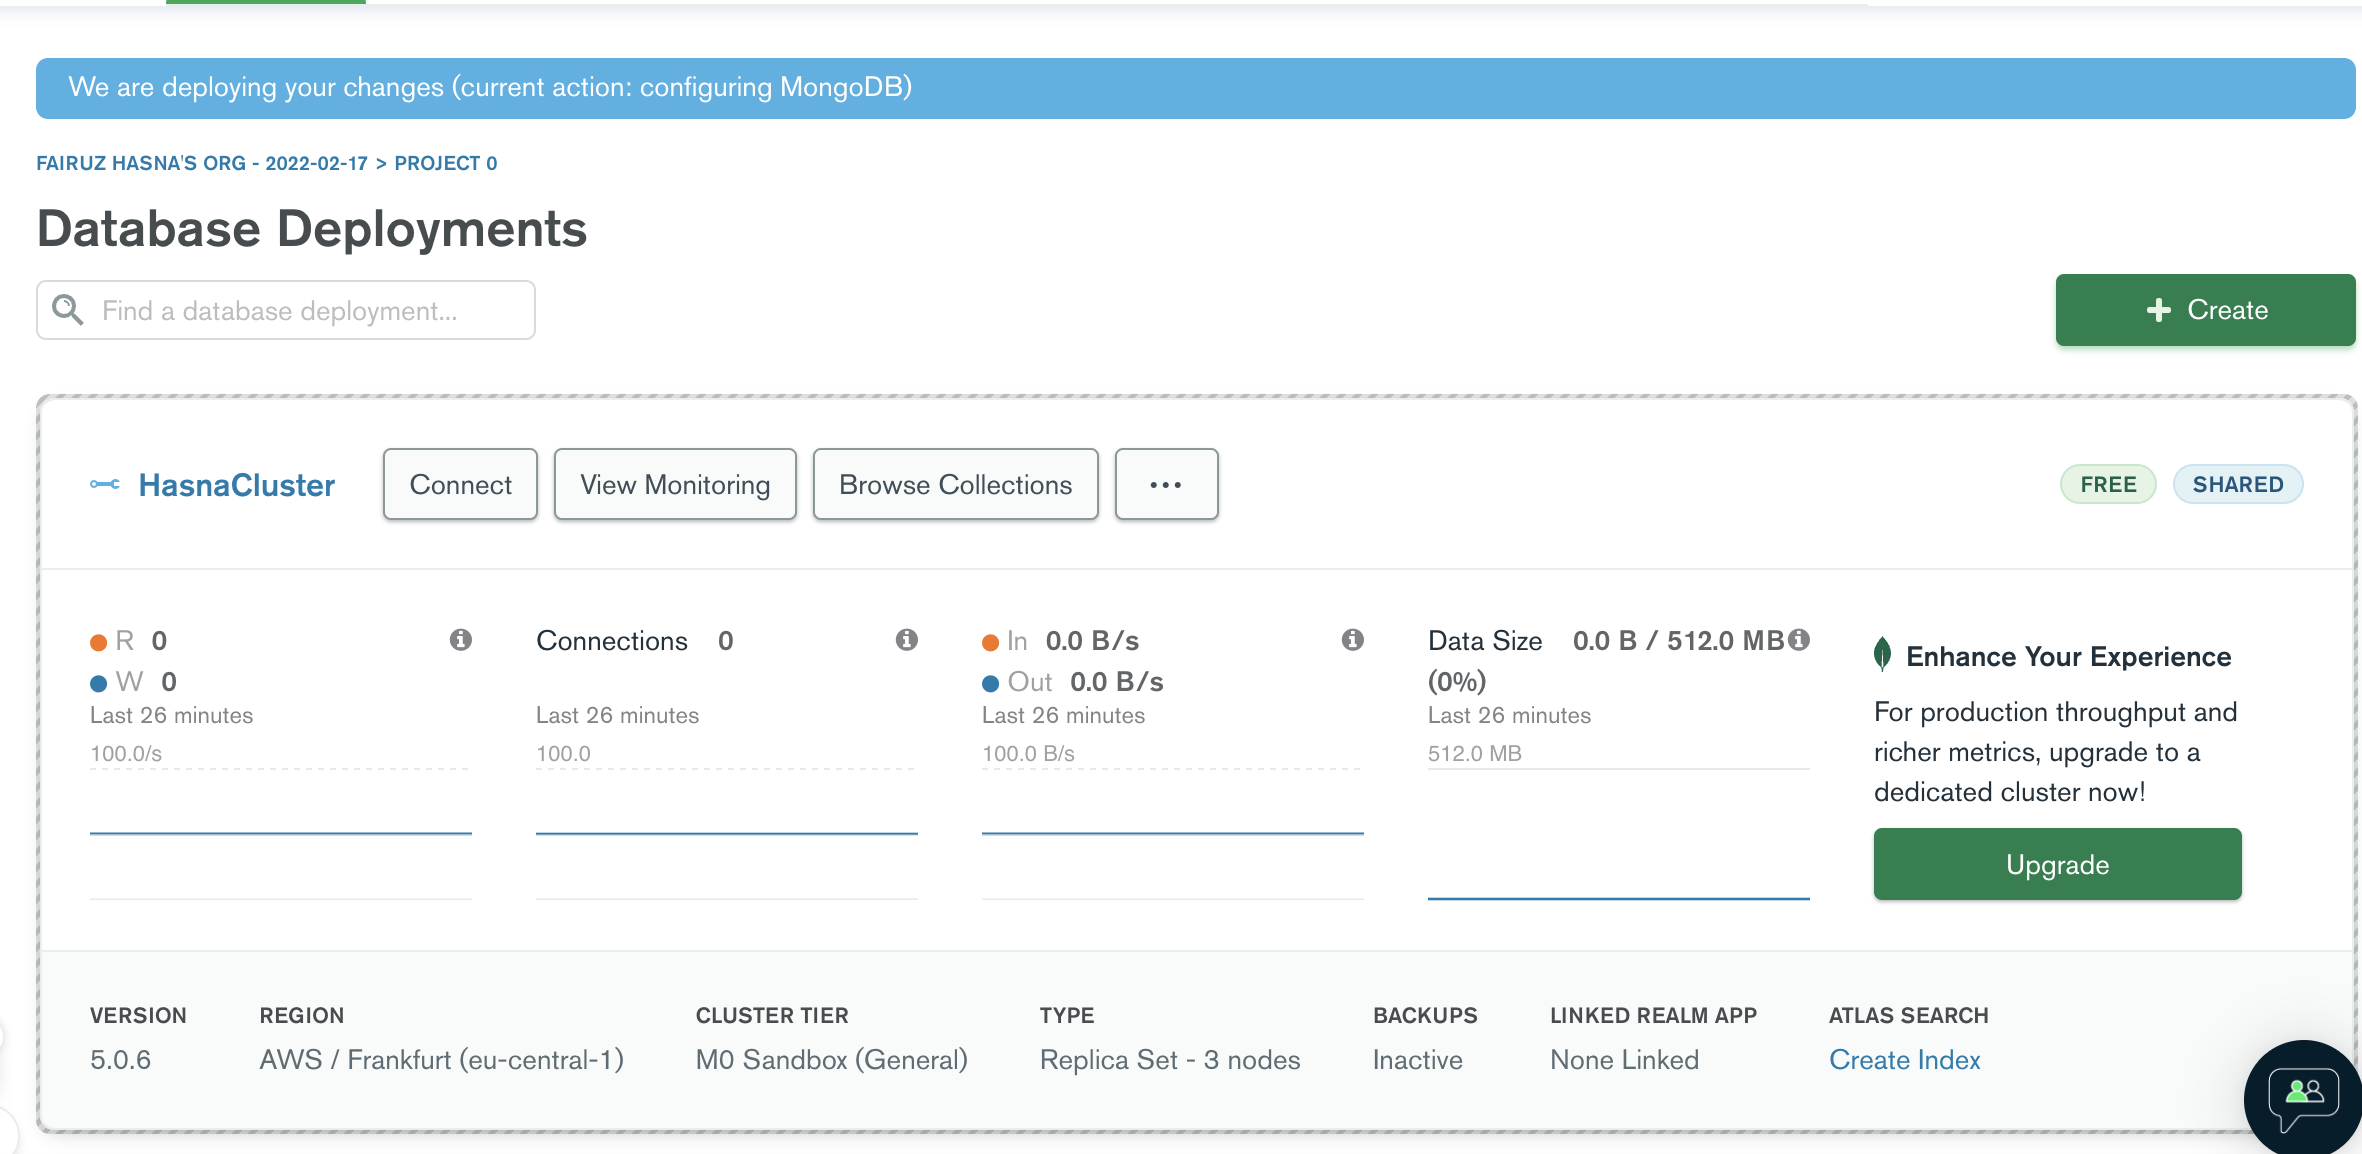 We are deploying your changes (current action: configuring MongoDB)
FAIRUZ HASNA'S ORG - 2022-02-17 > PROJECT 0
Database Deployments
Find a database deployment...
Create
HasnaCluster
Connect
View Monitoring
Browse Collections
...
FREE
SHARED
R 0
W 0
Last 26 minutes
100.0/s
Connections 0
Last 26 minutes
100.0
In 0.0 B/s
Out 0.0 B/s
Last 26 minutes
100.0 B/s
Data Size 0.0 B / 512.0 MB
(0%)
Last 26 minutes
512.0 MB
Enhance Your Experience
For production throughput and
richer metrics, upgrade to a
dedicated cluster now!
Upgrade
VERSION
5.0.6
REGION
AWS / Frankfurt (eu-central-1)
CLUSTER TIER
M0 Sandbox (General)
TYPE
Replica Set - 3 nodes
BACKUPS
Inactive
LINKED REALM APP
None Linked
ATLAS SEARCH
Create Index